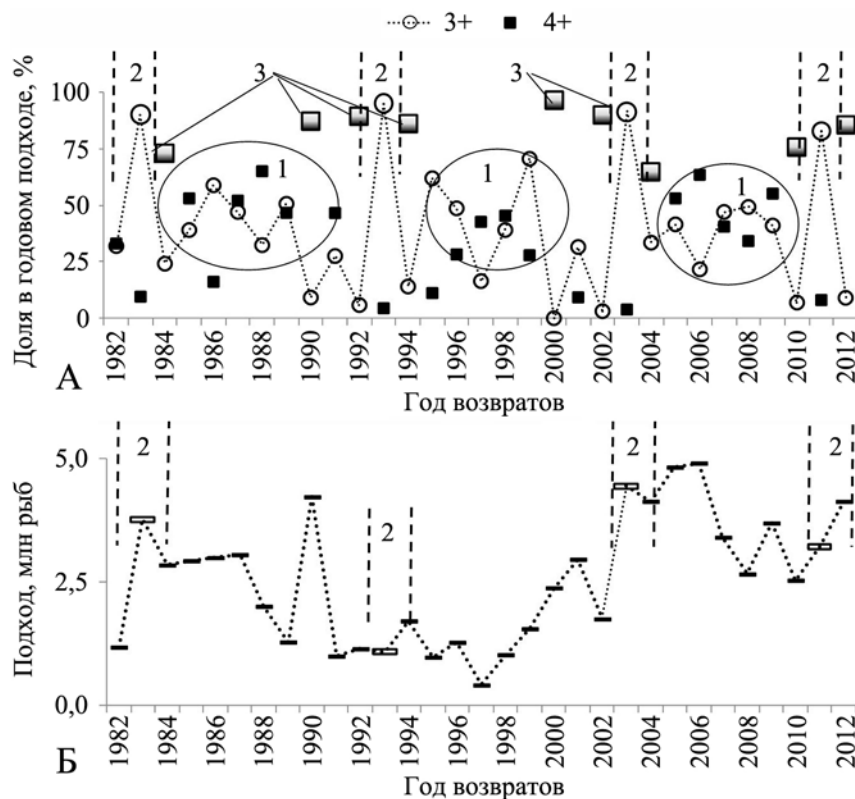 3+ 4+
Доля в годовом подходе, %
100
75
50
25
0
2 3 2 3 2 2
1 1 1
1982 1984 1986 1988 1990 1992 1994 1996 1998 2000 2002 2004 2006 2008 2010 2012
А
Год возвратов
Подход, млн рыб
5,0
2,5
0,0
2 2 2 2
1982 1984 1986 1988 1990 1992 1994 1996 1998 2000 2002 2004 2006 2008 2010 2012
Б
Год возвратов